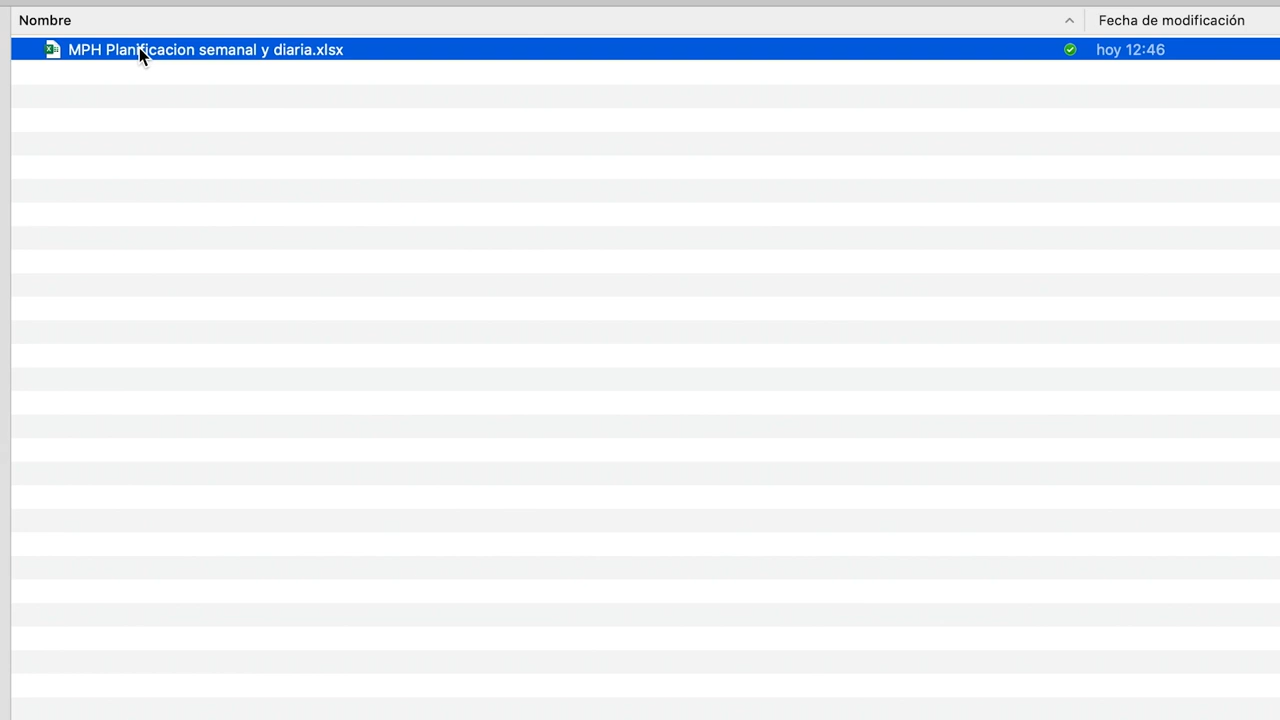 Nombre
Fecha de modificación
MPH Planificacion semanal y diaria.xlsx
hoy 12:46